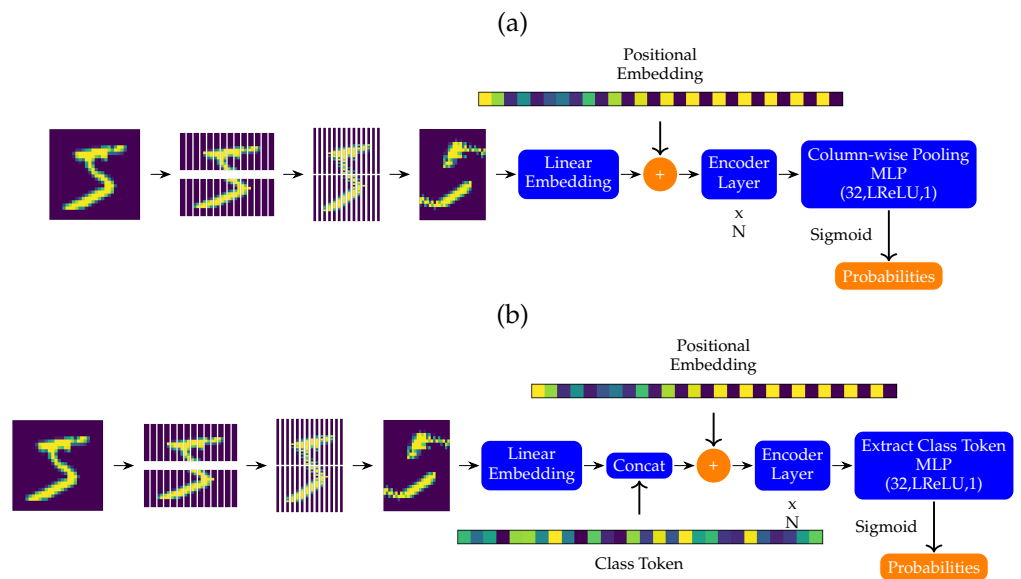 (a)
Positional
Embedding
Linear
Embedding
+
Encoder
Layer
x
N
Column-wise Pooling
MLP
(32,LReLU,1)
Sigmoid
Probabilities
(b)
Positional
Embedding
Linear
Embedding
Concat
+
Encoder
Layer
x
N
Extract Class Token
MLP
(32,LReLU,1)
Sigmoid
Class Token
Probabilities